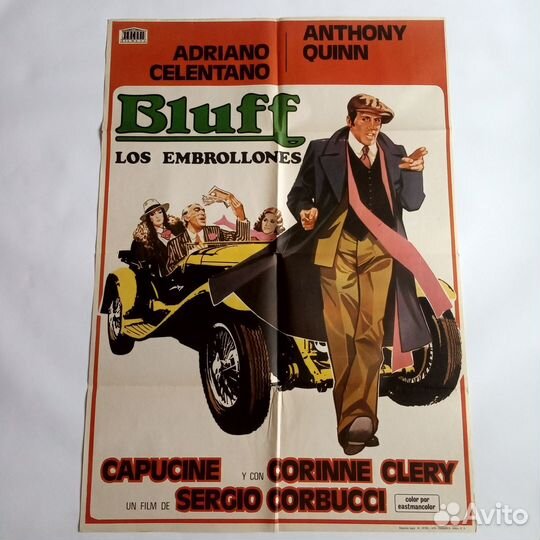 ADRIANO
CELENTANO
ANTHONY
QUINN
Bluff
LOS EMBROLLONES
CAPUCINE Y CON CORINNE CLERY
UN FILM DE SERGIO CORBUCCI
color por
eastmancolor
Avito